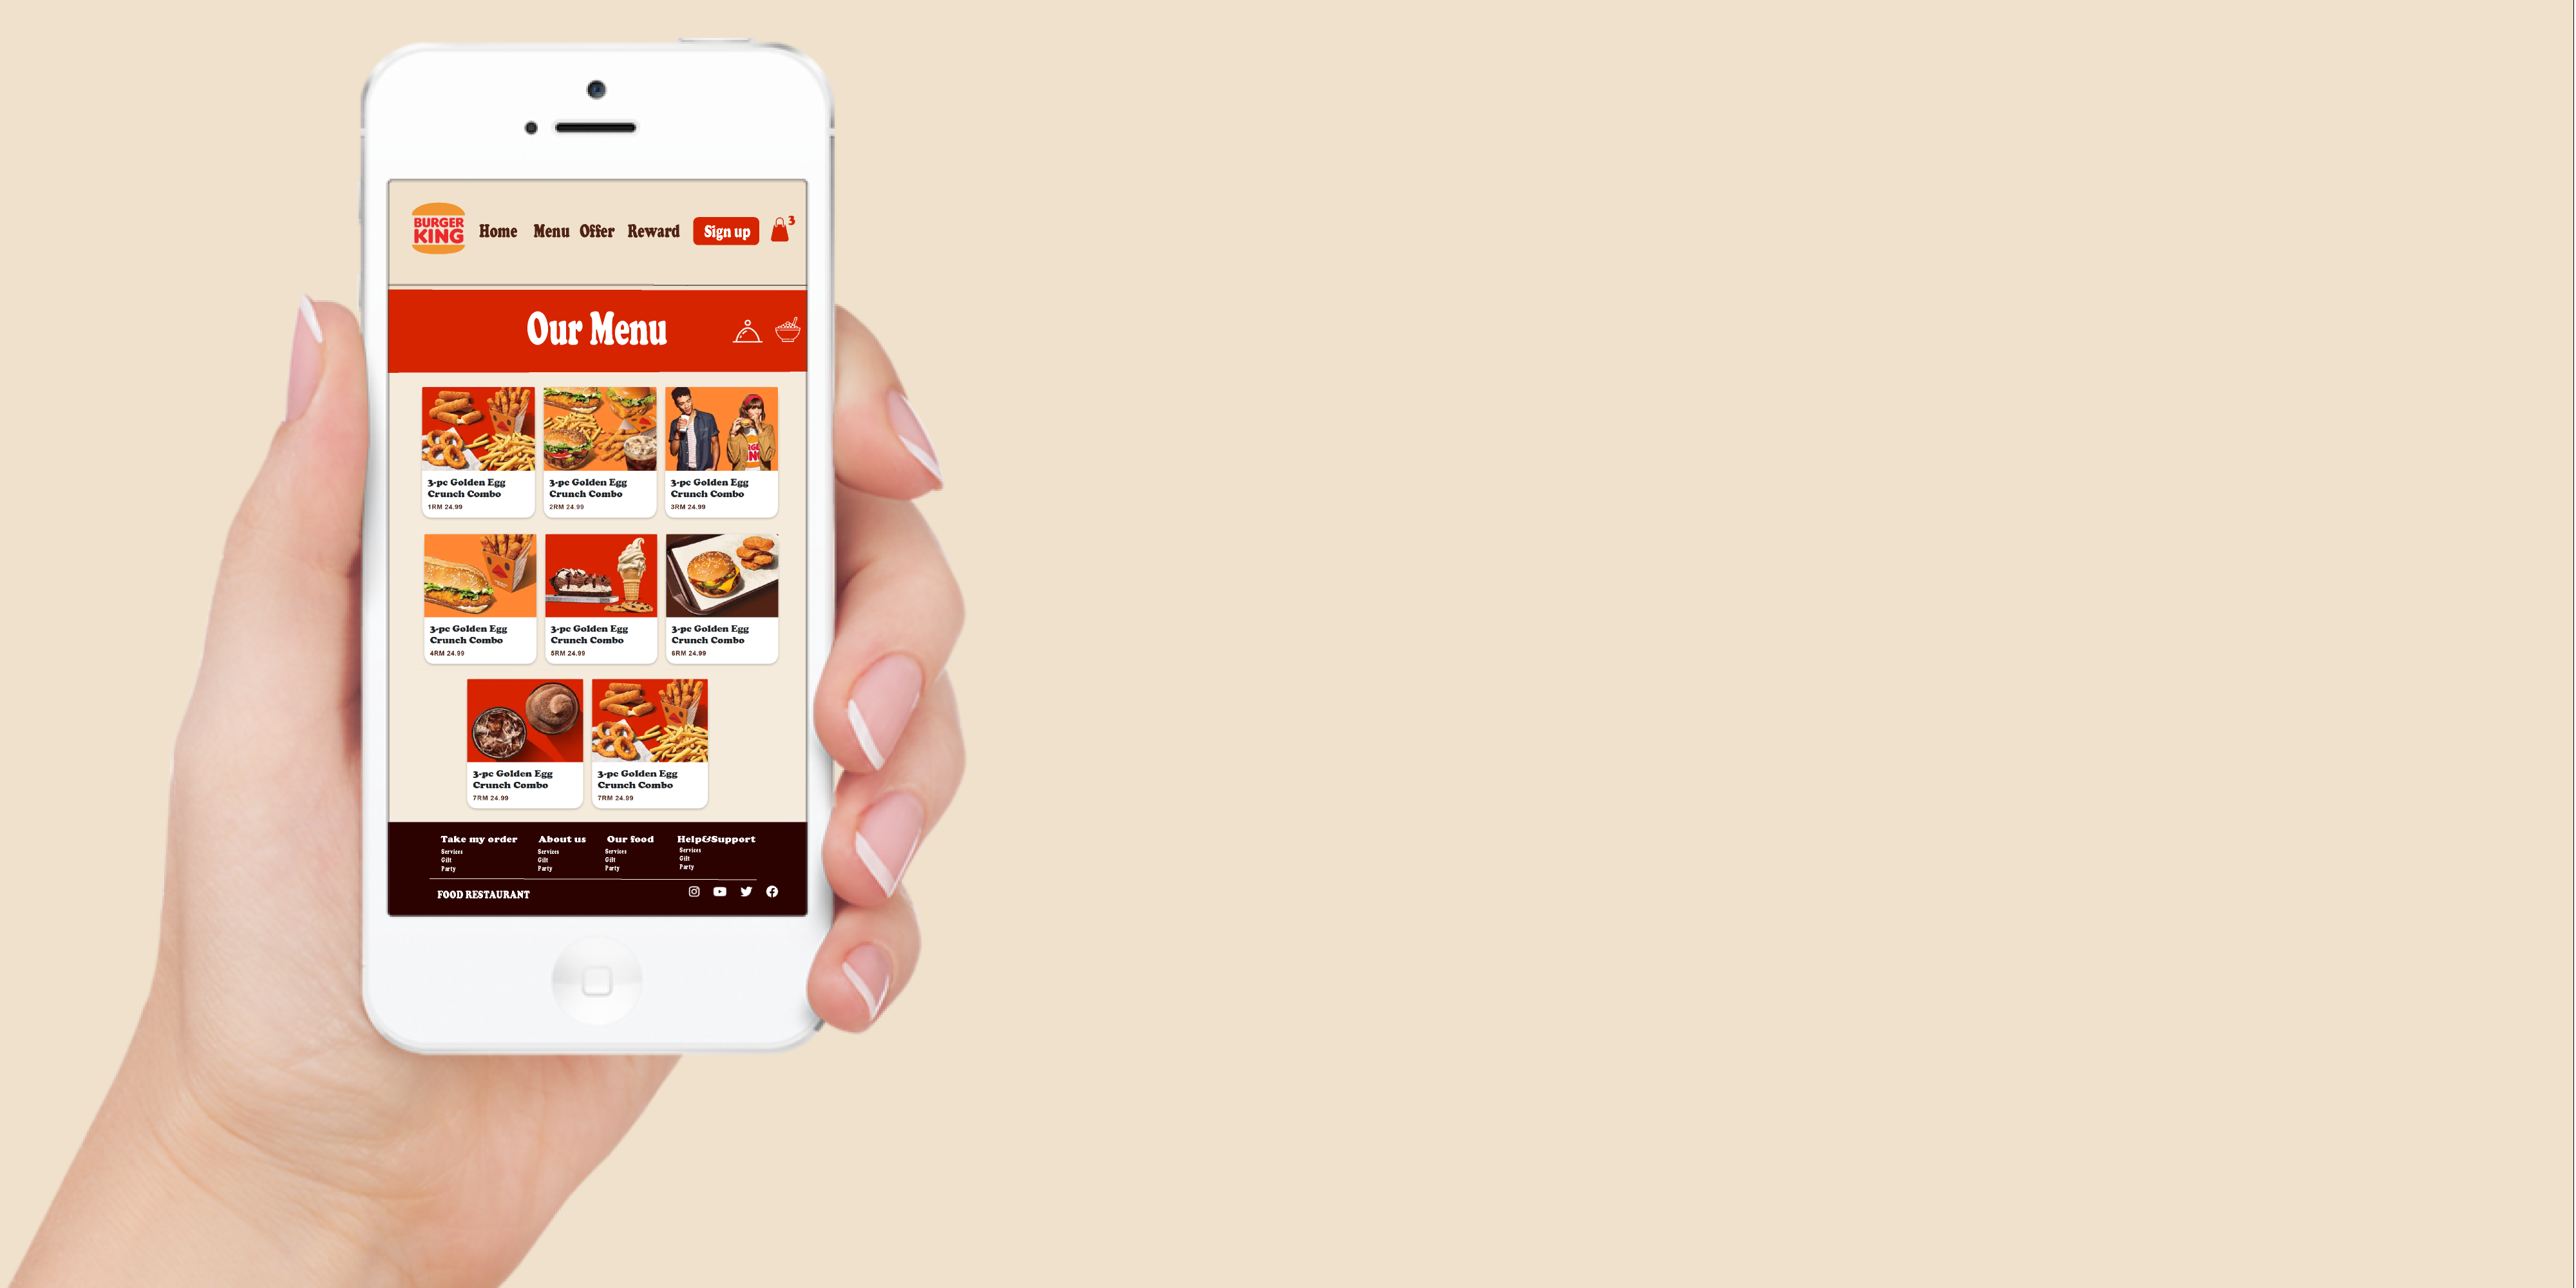 BURGER
KING
Home Menu Offer Reward Sign up 3
Our Menu
3-pc Golden Egg
Crunch Combo
1RM 24.99
3-pc Golden Egg
Crunch Combo
2RM 24.99
3-pc Golden Egg
Crunch Combo
3RM 24.99
3-pc Golden Egg
Crunch Combo
4RM 24.99
3-pc Golden Egg
Crunch Combo
5RM 24.99
3-pc Golden Egg
Crunch Combo
6RM 24.99
3-pc Golden Egg
Crunch Combo
7RM 24.99
3-pc Golden Egg
Crunch Combo
7RM 24.99
Take my order
Services
Gift
Party
About us
Services
Gift
Party
Our food
Services
Gift
Party
Help&Support
Services
Gift
Party
FOOD RESTAURANT